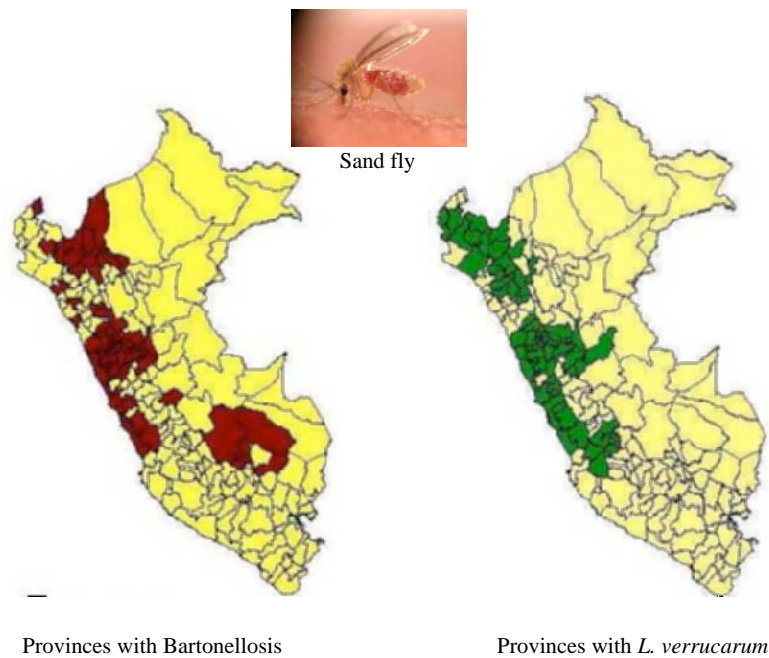 Sand fly
Provinces with Bartonellosis
Provinces with L. verrucarum